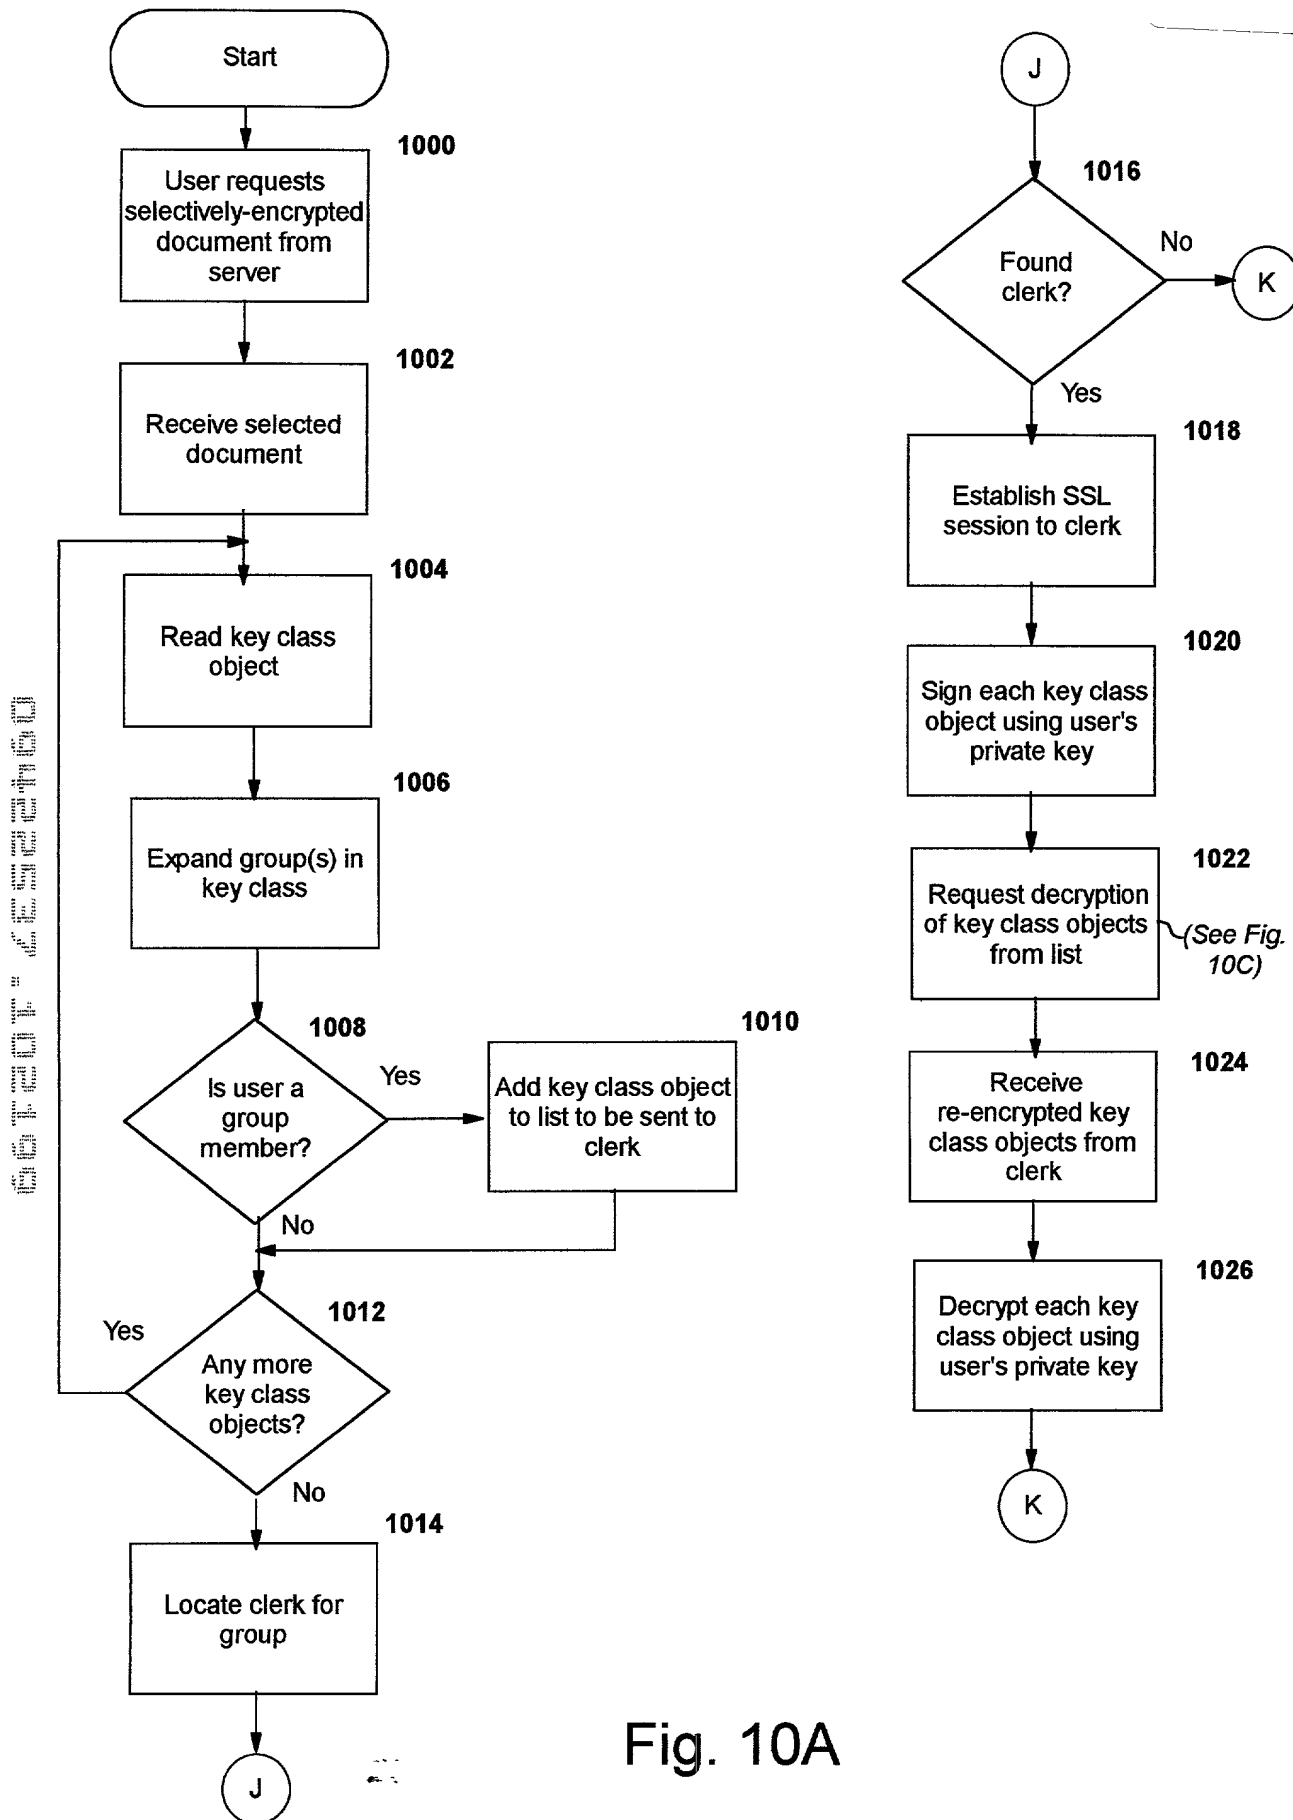 Start
1000
User requests
selectively-encrypted
document from
server
1002
Receive selected
document
1004
Read key class
object
1006
Expand group(s) in
key class
1008
Is user a
group
member?
Yes
No
1010
Add key class object
to list to be sent to
clerk
1012
Any more
key class
objects?
Yes
No
1014
Locate clerk for
group
J
J
1016
Found
clerk?
No
K
Yes
1018
Establish SSL
session to clerk
1020
Sign each key class
object using user's
private key
1022
Request decryption
of key class objects
from list
(See Fig.
10C)
1024
Receive
re-encrypted key
class objects from
clerk
1026
Decrypt each key
class object using
user's private key
K
Fig. 10A